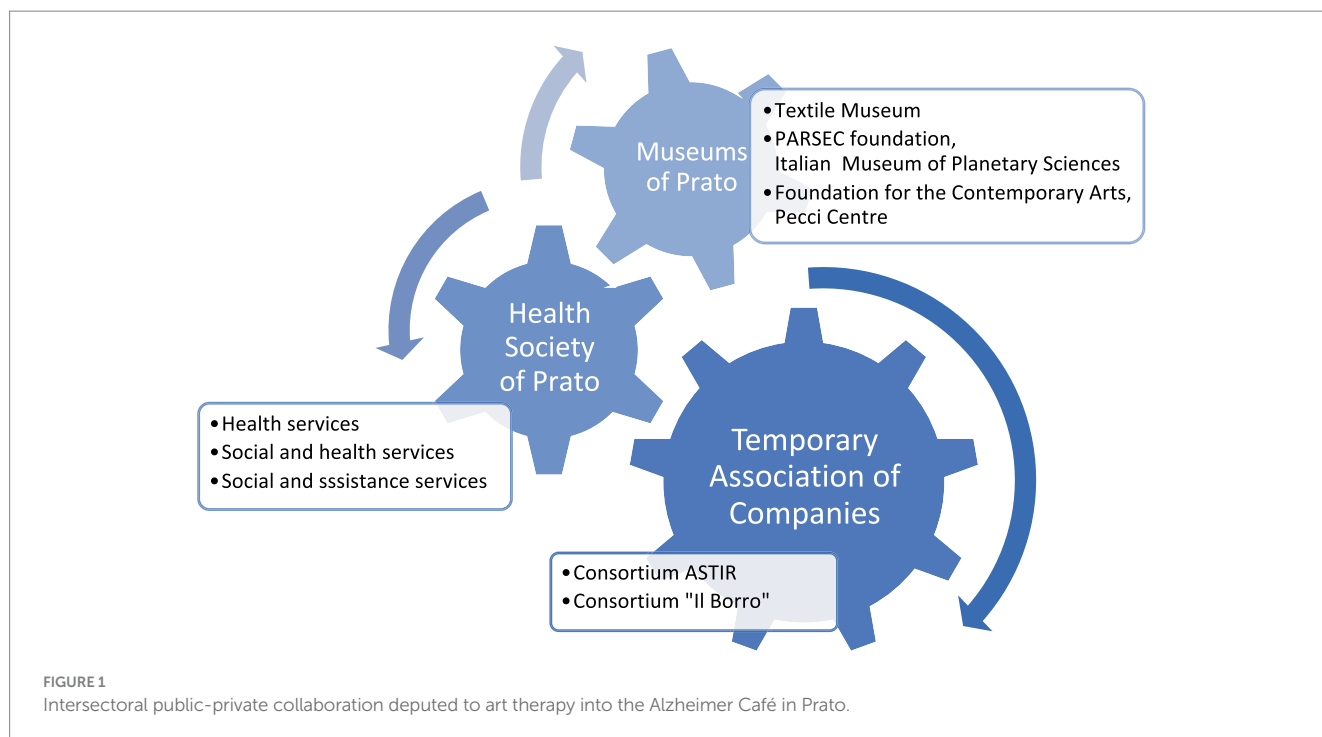 Museums
of Prato
•Textile Museum
•PARSEC foundation,
Italian Museum of Planetary Sciences
•Foundation for the Contemporary Arts,
Pecci Centre
Health
Society
of Prato
•Health services
•Social and health services
•Social and sssistance services
Temporary
Association of
Companies
•Consortium ASTIR
•Consortium "Il Borro"
FIGURE 1
Intersectoral public-private collaboration deputed to art therapy into the Alzheimer Café in Prato.